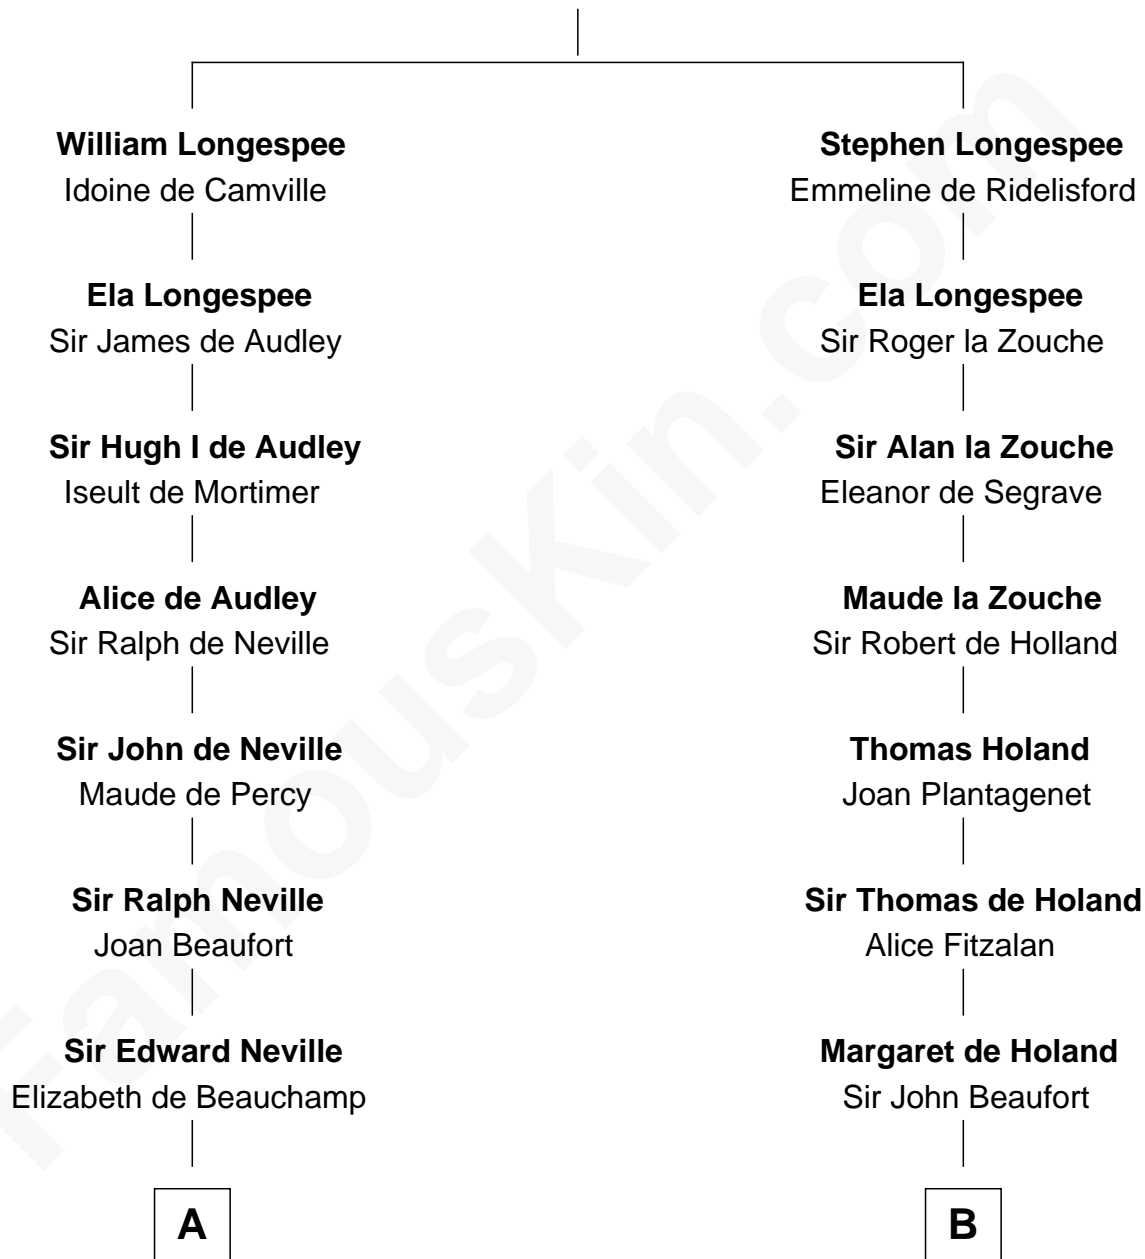 William Longespee
Idoine de Camville
Ela Longespee
Sir James de Audley
Sir Hugh I de Audley
Iseult de Mortimer
Alice de Audley
Sir Ralph de Neville
Sir John de Neville
Maude de Percy
Sir Ralph Neville
Joan Beaufort
Sir Edward Neville
Elizabeth de Beauchamp
A
Stephen Longespee
Emmeline de Ridelisford
Ela Longespee
Sir Roger la Zouche
Sir Alan la Zouche
Eleanor de Segrave
Maude la Zouche
Sir Robert de Holland
Thomas Holand
Joan Plantagenet
Sir Thomas de Holand
Alice Fitzalan
Margaret de Holand
Sir John Beaufort
B
FamousKin.com